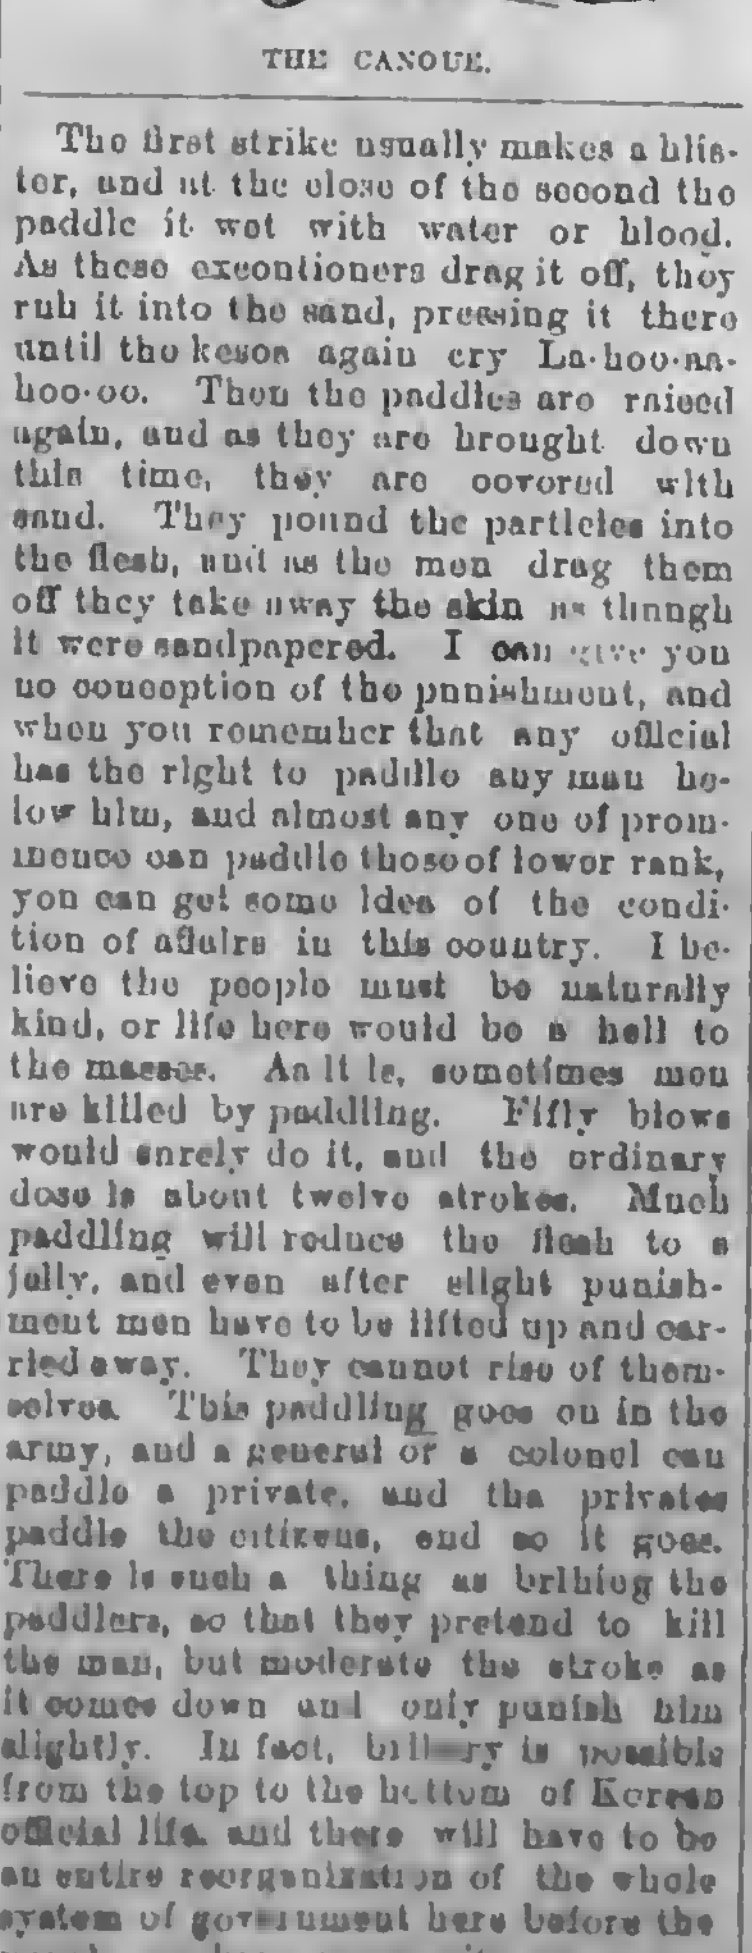 THE CANOUE.
The first strike usually makes a blis-
ter, and at the close of the second the
paddle it wet with water or blood.
As these executioners drag it off, they
rub it into the sand, pressing it there
until the kesos again cry La-hoo-aa-
hoo-oo. Then the paddles are raised
again, and as they are brought down
this time, they are covered with
sand. They pound the particles into
the flesh, and as the men drag them
off they take away the skin as though
it were sandpapered. I can give you
no conception of the punishment, and
when you remember that any official
has the right to paddle any man be-
low him, and almost any one of prom-
inence can paddle those of lower rank,
you can get some idea of the condi-
tion of affairs in this country. I be-
lieve the people must be naturally
kind, or life here would be a hell to
the masses. As it is, sometimes men
are killed by paddling. Fifty blows
would surely do it, and the ordinary
dose is about twelve strokes. Much
paddling will reduce the flesh to a
jelly, and even after slight punish-
ment men have to be lifted up and car-
ried away. They cannot rise of them-
selves. This paddling goes on in the
army, and a general or a colonel can
paddle a private, and the privates
paddle the citizens, and so it goes.
There is such a thing as bribing the
paddlers, so that they pretend to kill
the man, but moderate the stroke as
it comes down and only punish him
slightly. In fact, bribery is possible
from the top to the bottom of Korean
official life, and there will have to be
an entire reorganization of the whole
system of government here before the